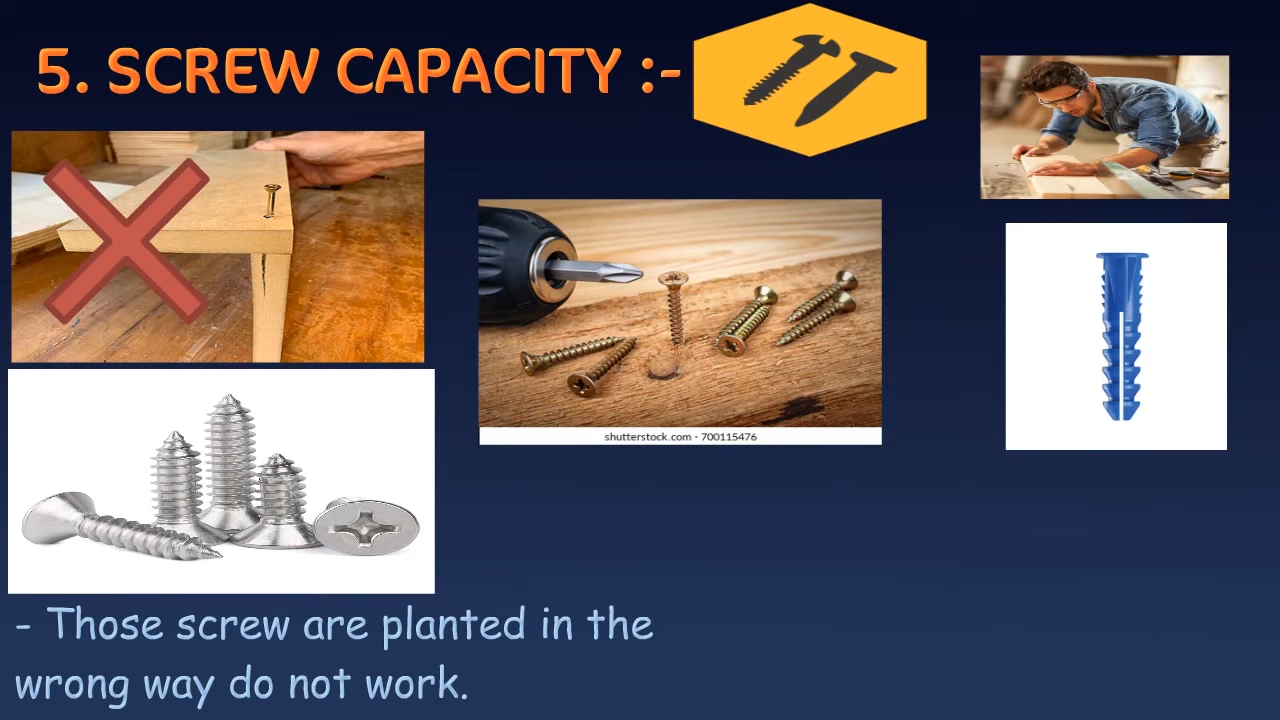 5. SCREW CAPACITY :-
shutterstock.com · 700115476
- Those screw are planted in the
wrong way do not work.